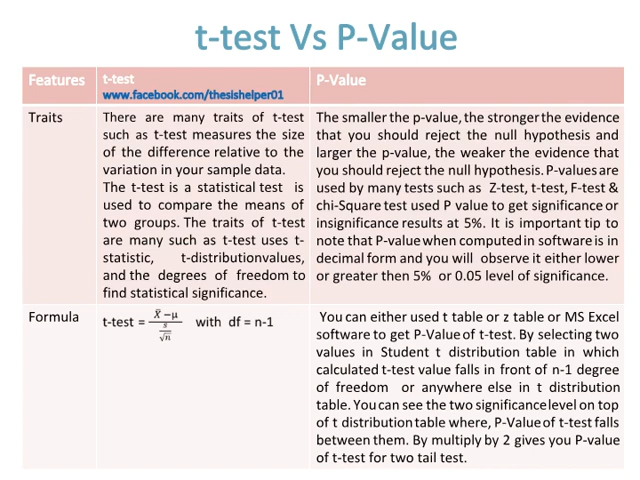 t-test Vs P-Value
Features
t-test
www.facebook.com/thesishelper01
P-Value
Traits
There are many traits of t-test
such as t-test measures the size
of the difference relative to the
variation in your sample data.
The t-test is a statistical test is
used to compare the means of
two groups. The traits of t-test
are many such as t-test uses t-
statistic, t-distributionvalues,
and the degrees of freedom to
find statistical significance.
The smaller the p-value, the stronger the evidence
that you should reject the null hypothesis and
larger the p-value, the weaker the evidence that
you should reject the null hypothesis. P-values are
used by many tests such as Z-test, t-test, F-test &
chi-Square test used P value to get significance or
insignificance results at 5%. It is important tip to
note that P-value when computed in software is in
decimal form and you will observe it either lower
or greater then 5% or 0.05 level of significance.
Formula
t-test = (X̄ −μ) / (s/√n) with df = n-1
You can either used t table or z table or MS Excel
software to get P-Value of t-test. By selecting two
values in Student t distribution table in which
calculated t-test value falls in front of n-1 degree
of freedom or anywhere else in t distribution
table. You can see the two significance level on top
of t distribution table where, P-Value of t-test falls
between them. By multiply by 2 gives you P-value
of t-test for two tail test.